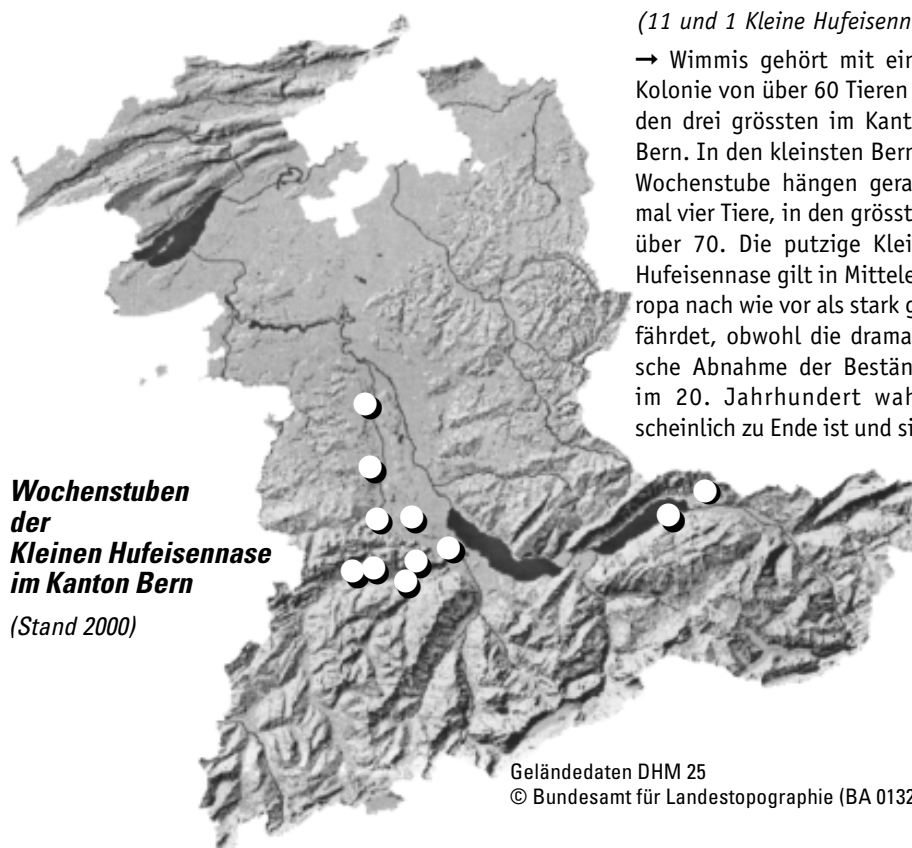 (11 und 1 Kleine Hufeisenn
→ Wimmis gehört mit ein
Kolonie von über 60 Tieren
den drei grössten im Kant
Bern. In den kleinsten Bern
Wochenstube hängen gera
mal vier Tiere, in den grösst
über 70. Die putzige Klei
Hufeisennase gilt in Mittele
ropa nach wie vor als stark g
fährdet, obwohl die drama
sche Abnahme der Bestän
im 20. Jahrhundert wah
scheinlich zu Ende ist und si
Wochenstuben
der
Kleinen Hufeisennase
im Kanton Bern
(Stand 2000)
Geländedaten DHM 25
© Bundesamt für Landestopographie (BA 0132